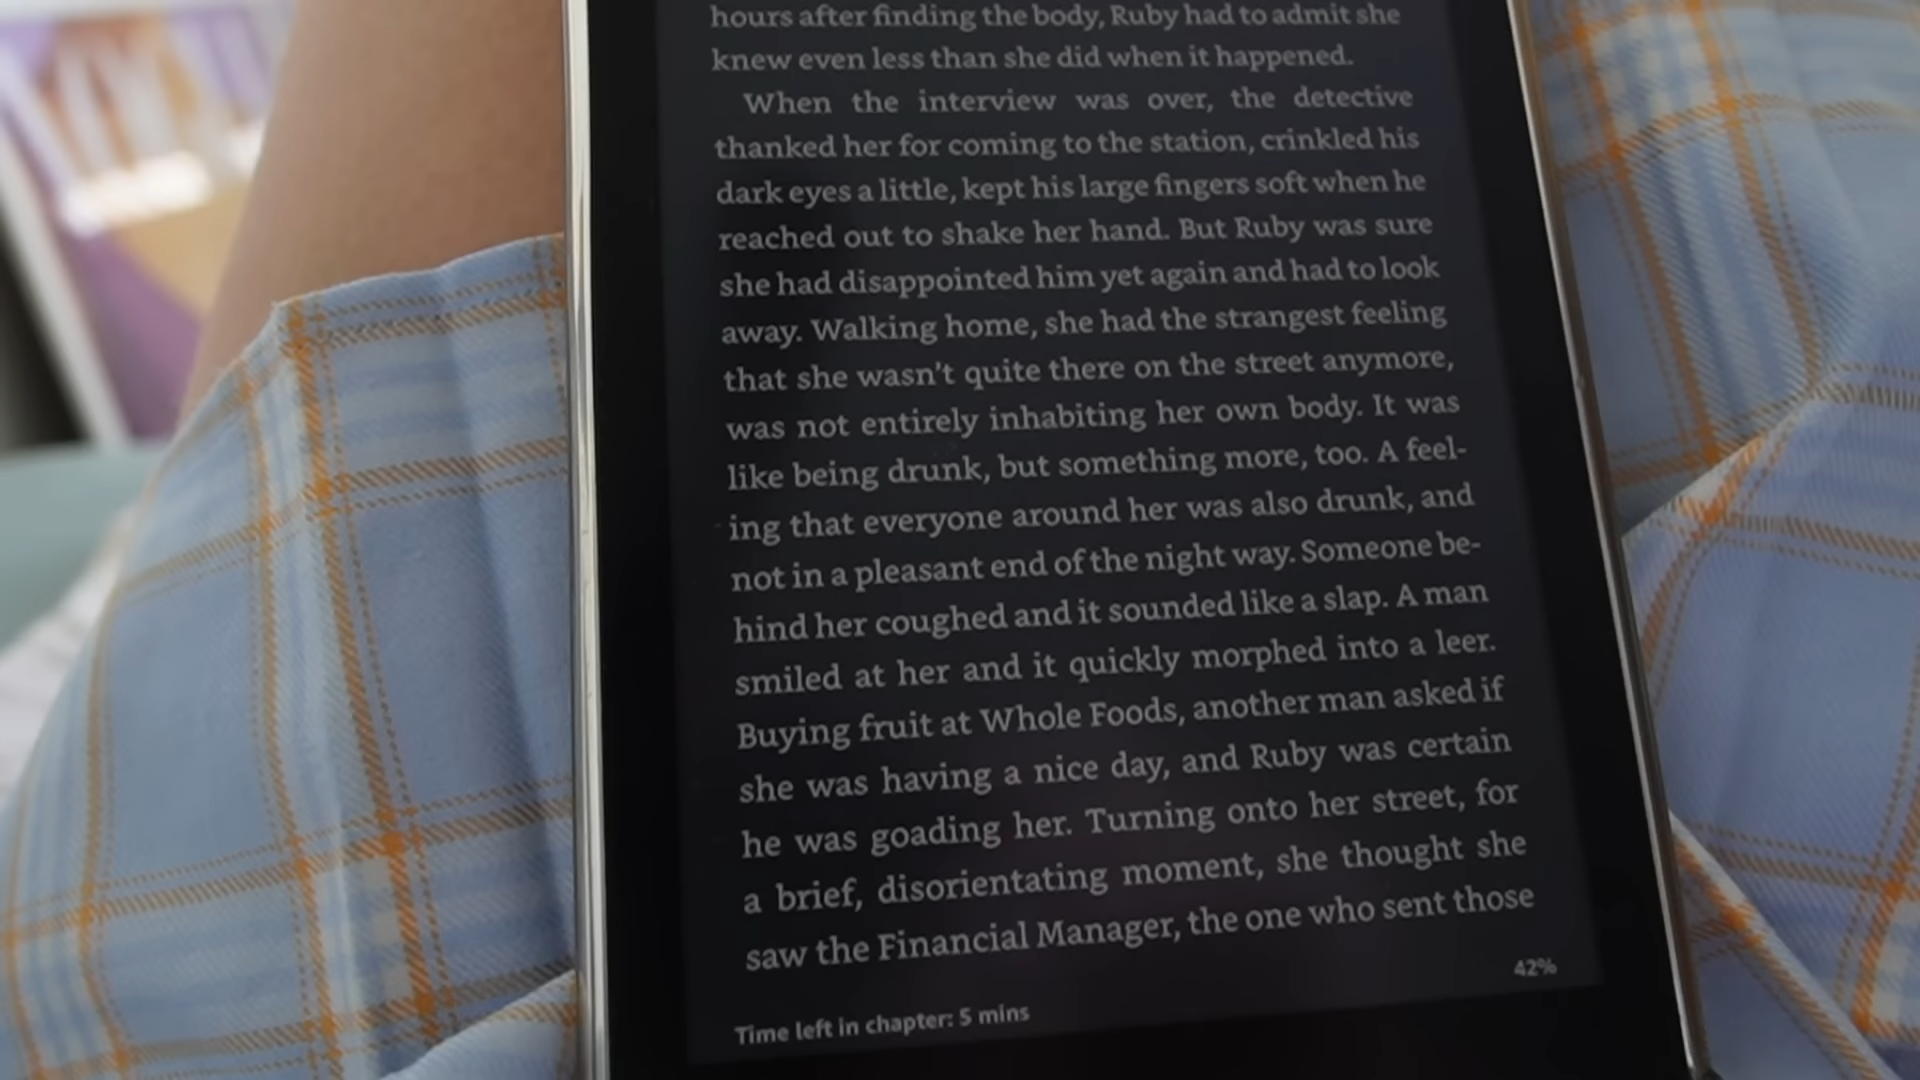 hours after finding the body, Ruby had to admit she
knew even less than she did when it happened.
When the interview was over, the detective
thanked her for coming to the station, crinkled his
dark eyes a little, kept his large fingers soft when he
reached out to shake her hand. But Ruby was sure
she had disappointed him yet again and had to look
away. Walking home, she had the strangest feeling
that she wasn't quite there on the street anymore,
was not entirely inhabiting her own body. It was
like being drunk, but something more, too. A feel-
ing that everyone around her was also drunk, and
not in a pleasant end of the night way. Someone be-
hind her coughed and it sounded like a slap. A man
smiled at her and it quickly morphed into a leer.
Buying fruit at Whole Foods, another man asked if
she was having a nice day, and Ruby was certain
he was goading her. Turning onto her street, for
a brief, disorientating moment, she thought she
saw the Financial Manager, the one who sent those
42%
Time left in chapter: 5 mins